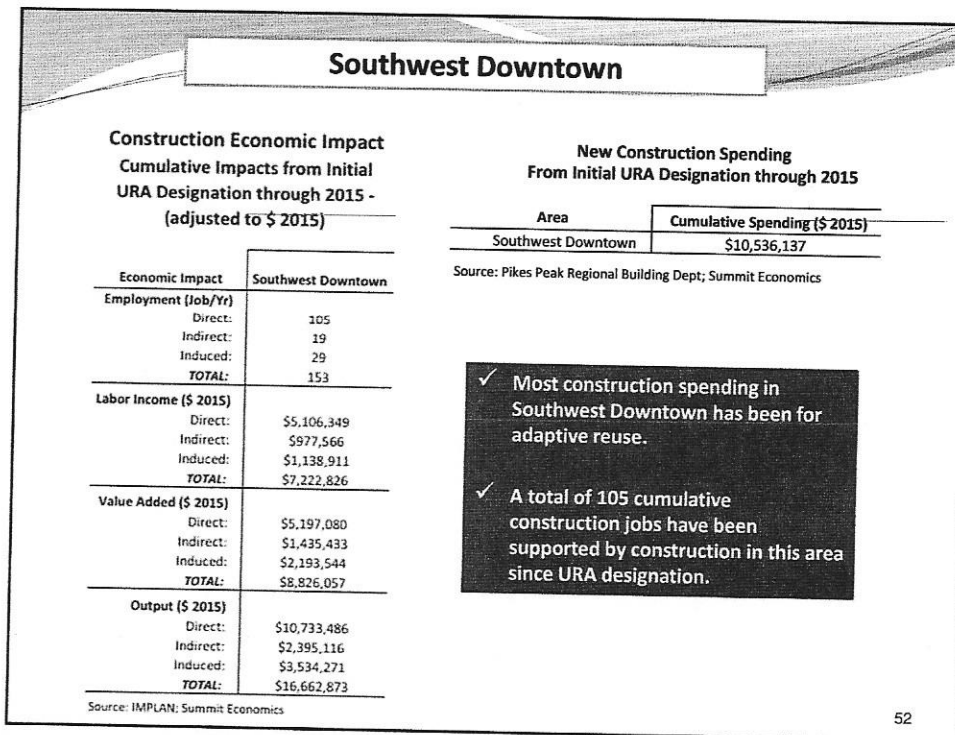 Southwest Downtown
Construction Economic Impact
Cumulative Impacts from Initial
URA Designation through 2015 -
(adjusted to $ 2015)
Economic Impact Southwest Downtown
Employment (Job/Yr)
Direct: 105
Indirect: 19
Induced: 29
TOTAL: 153
Labor Income ($ 2015)
Direct: $5,106,349
Indirect: $977,566
Induced: $1,138,911
TOTAL: $7,222,826
Value Added ($ 2015)
Direct: $5,197,080
Indirect: $1,435,433
Induced: $2,193,544
TOTAL: $8,826,057
Output ($ 2015)
Direct: $10,733,486
Indirect: $2,395,116
Induced: $3,534,271
TOTAL: $16,662,873
Source: IMPLAN; Summit Economics
New Construction Spending
From Initial URA Designation through 2015
Area Cumulative Spending ($ 2015)
Southwest Downtown $10,536,137
Source: Pikes Peak Regional Building Dept; Summit Economics
✓ Most construction spending in
Southwest Downtown has been for
adaptive reuse.
✓ A total of 105 cumulative
construction jobs have been
supported by construction in this area
since URA designation.
52